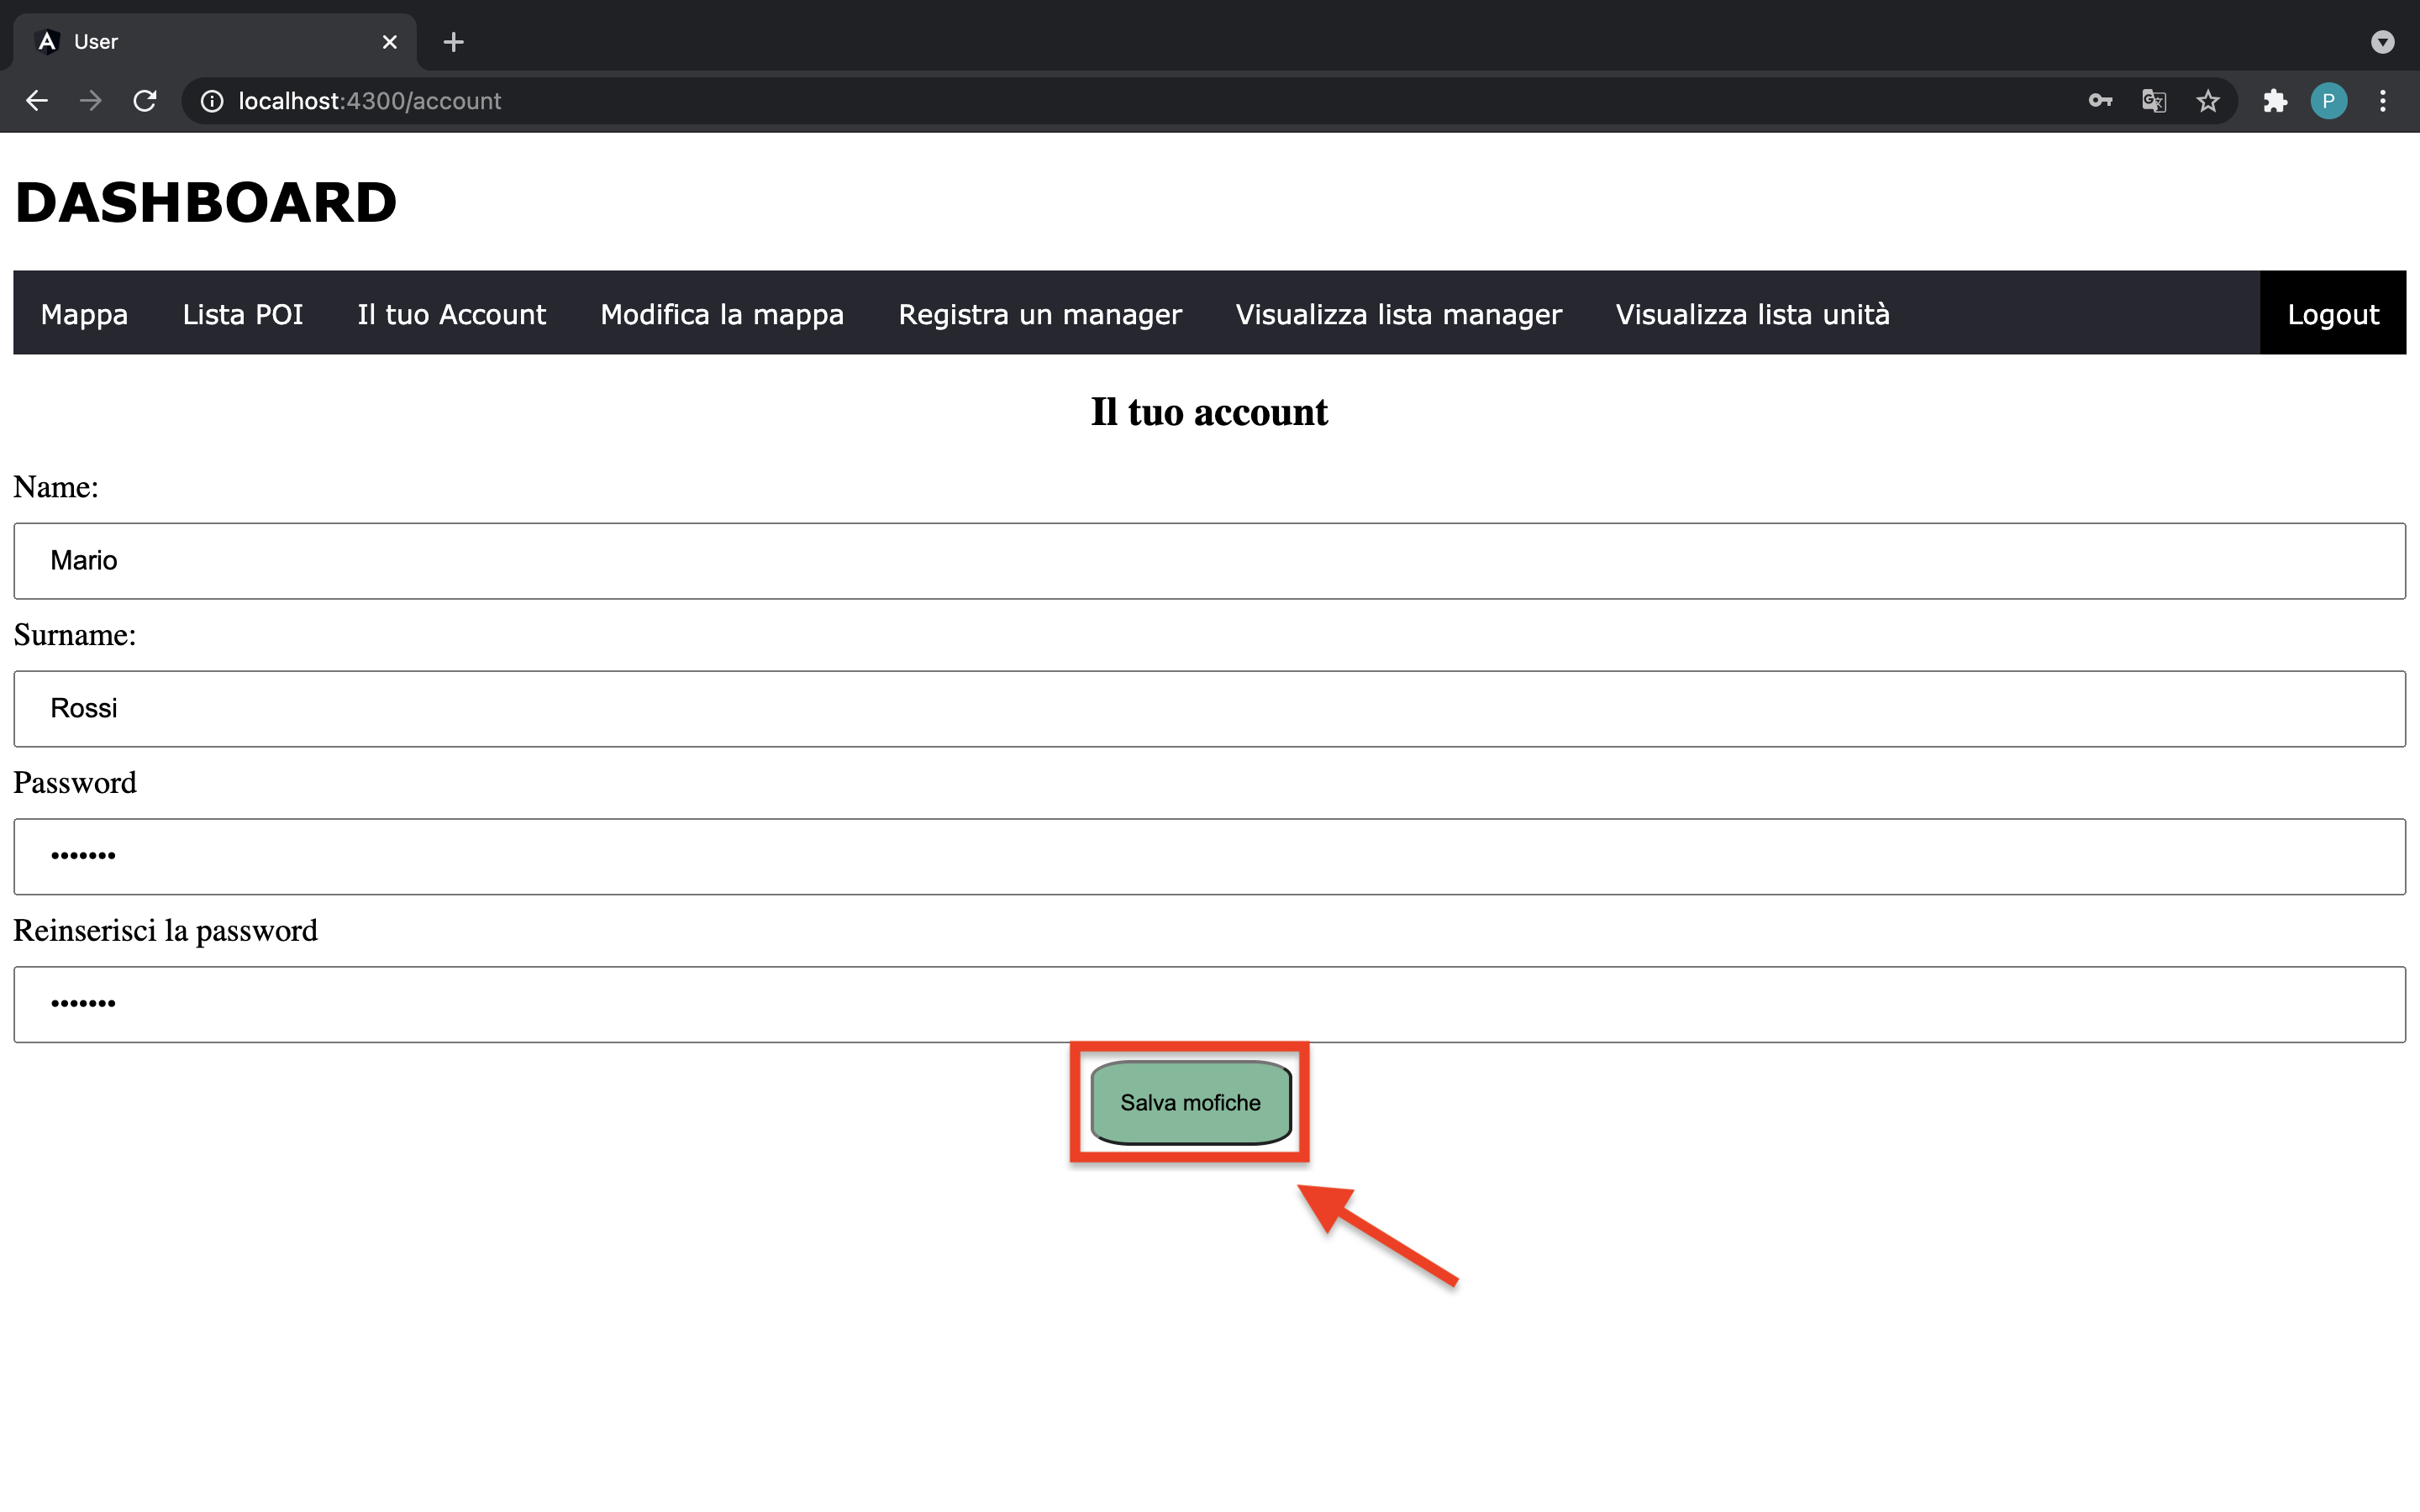 User
localhost:4300/account
P
DASHBOARD
Mappa Lista POI Il tuo Account Modifica la mappa Registra un manager Visualizza lista manager Visualizza lista unità Logout
Il tuo account
Name:
Mario
Surname:
Rossi
Password
•••••••
Reinserisci la password
•••••••
Salva mofiche